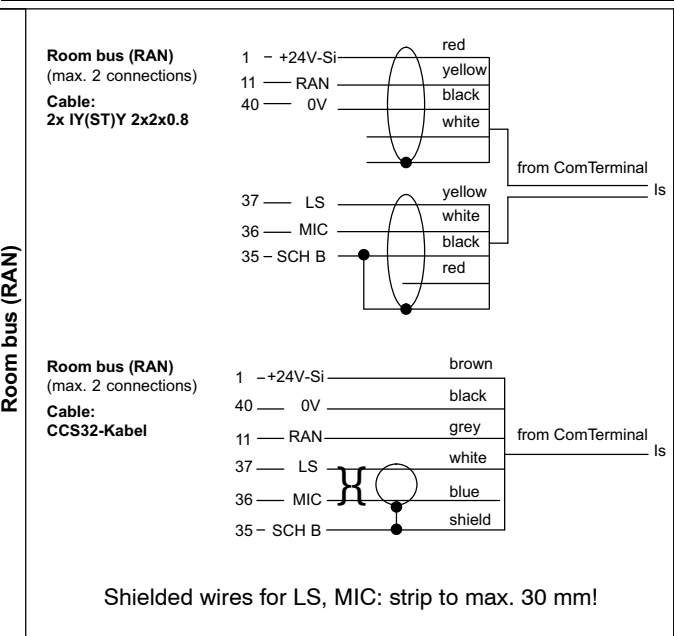 Room bus (RAN)
Room bus (RAN)
(max. 2 connections)
Cable:
2x IY(ST)Y 2x2x0.8
1 - +24V-Si red
11 — RAN yellow
40 — 0V black
white
from ComTerminal
ls
37 — LS yellow
36 — MIC white
35 – SCH B black
red
Room bus (RAN)
(max. 2 connections)
Cable:
CCS32-Kabel
1 –+24V-Si brown
40 — 0V black
11 — RAN grey
37 — LS white
36 — MIC blue
35 – SCH B shield
from ComTerminal
ls
Shielded wires for LS, MIC: strip to max. 30 mm!